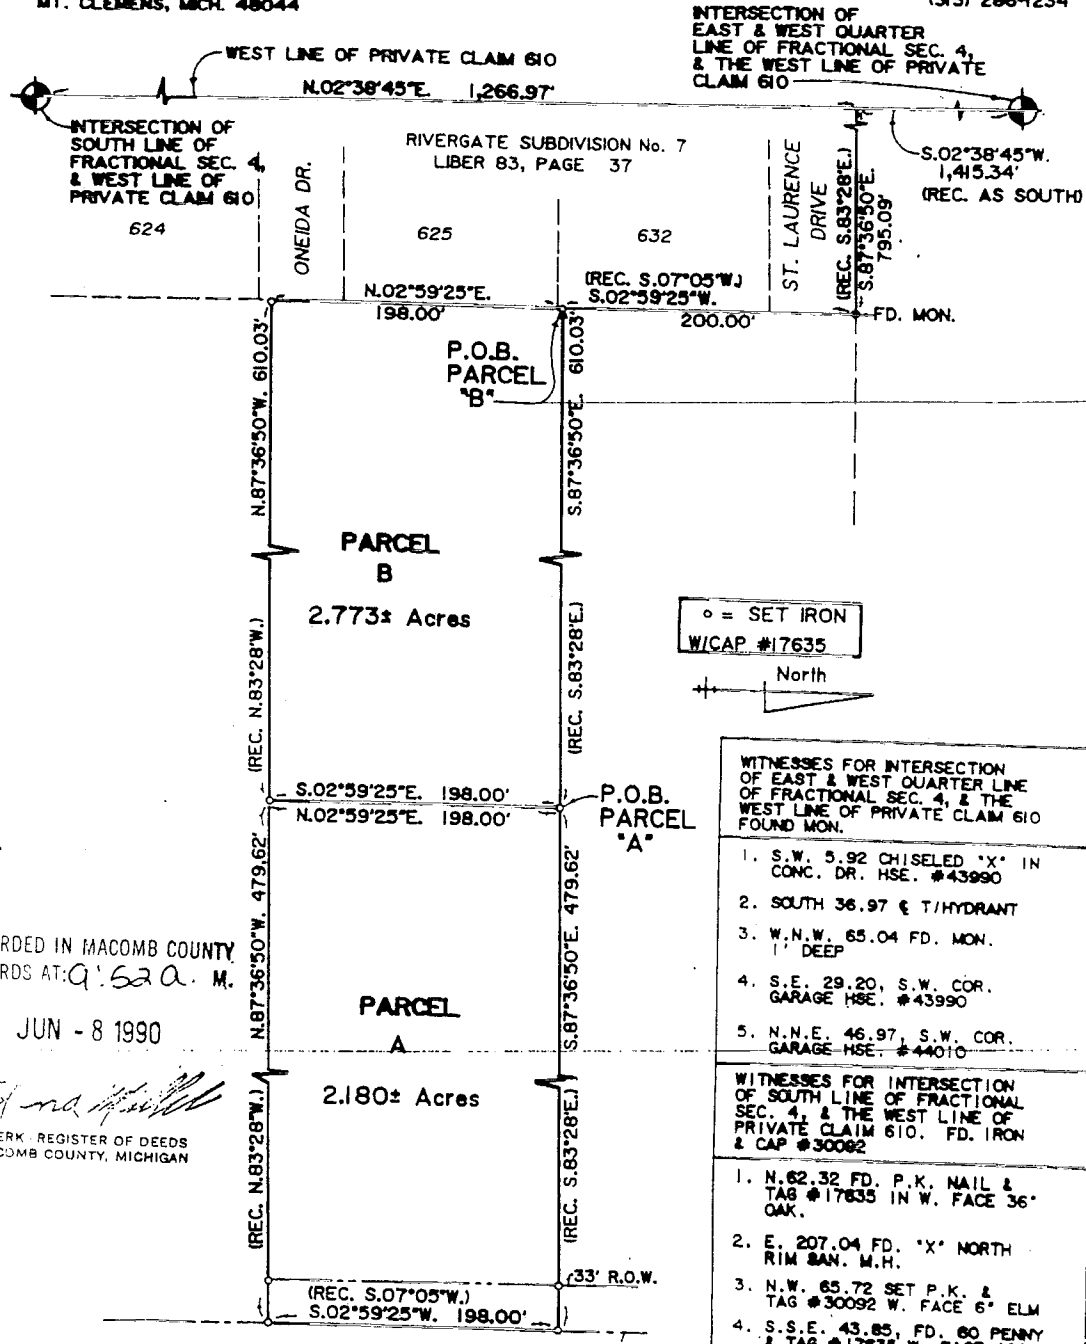 MT. CLEMENS, MICH. 48044
(313) 286-1234
WEST LINE OF PRIVATE CLAIM 610
N.02°38'45"E. 1,266.97'
INTERSECTION OF
EAST & WEST QUARTER
LINE OF FRACTIONAL SEC. 4,
& THE WEST LINE OF PRIVATE
CLAIM 610
INTERSECTION OF
SOUTH LINE OF
FRACTIONAL SEC. 4,
& WEST LINE OF
PRIVATE CLAIM 610
RIVERGATE SUBDIVISION No. 7
LIBER 83, PAGE 37
S.02°38'45"W.
1,415.34'
(REC. AS SOUTH)
624
ONEIDA DR.
625
632
ST. LAURENCE
DRIVE
(REC. S.83°28'E.)
S.87°36'50"E.
795.09'
N.02°59'25"E.
198.00'
(REC. S.07°05'W.)
S.02°59'25"W.
200.00'
FD. MON.
P.O.B.
PARCEL
"B"
N.87°36'50"W. 610.03'
S.87°36'50"E. 610.03'
PARCEL
B
2.773± Acres
(REC. N.83°28'W.)
(REC. S.83°28'E.)
o = SET IRON
W/CAP #17635
North
S.02°59'25"E. 198.00'
N.02°59'25"E. 198.00'
P.O.B.
PARCEL
"A"
WITNESSES FOR INTERSECTION
OF EAST & WEST QUARTER LINE
OF FRACTIONAL SEC. 4, & THE
WEST LINE OF PRIVATE CLAIM 610
FOUND MON.
1. S.W. 5.92 CHISELED "X" IN
CONC. DR. HSE. #43990
2. SOUTH 36.97 ℄ T/HYDRANT
3. W.N.W. 65.04 FD. MON.
1' DEEP
4. S.E. 29.20, S.W. COR.
GARAGE HSE. #43990
5. N.N.E. 46.97, S.W. COR.
GARAGE HSE. #44010
WITNESSES FOR INTERSECTION
OF SOUTH LINE OF FRACTIONAL
SEC. 4, & THE WEST LINE OF
PRIVATE CLAIM 610. FD. IRON
& CAP #30092
1. N.62.32 FD. P.K. NAIL &
TAG #17635 IN W. FACE 36"
OAK.
2. E. 207.04 FD. "X" NORTH
RIM SAN. M.H.
3. N.W. 65.72 SET P.K. &
TAG #30092 W. FACE 6" ELM
4. S.S.E. 43.85, FD. 60 PENNY
N.87°36'50"W. 479.62'
S.87°36'50"E. 479.62'
RDED IN MACOMB COUNTY
RDS AT: 9:52 A. M.
JUN - 8 1990
ERK - REGISTER OF DEEDS
COMB COUNTY, MICHIGAN
PARCEL
A
2.180± Acres
(REC. N.83°28'W.)
(REC. S.83°28'E.)
33' R.O.W.
(REC. S.07°05'W.)
S.02°59'25"W. 198.00'